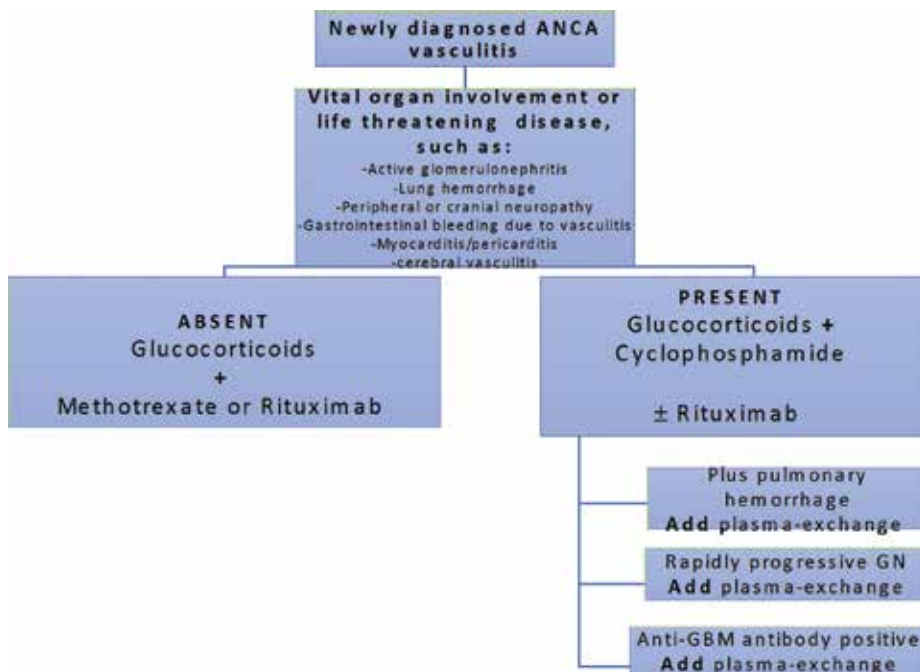 Newly diagnosed ANCA
vasculitis
Vital organ involvement or
life threatening disease,
such as:
-Active glomerulonephritis
-Lung hemorrhage
-Peripheral or cranial neuropathy
-Gastrointestinal bleeding due to vasculitis
-Myocarditis/pericarditis
-cerebral vasculitis
ABSENT
Glucocorticoids
+
Methotrexate or Rituximab
PRESENT
Glucocorticoids +
Cyclophosphamide
± Rituximab
Plus pulmonary
hemorrhage
Add plasma-exchange
Rapidly progressive GN
Add plasma-exchange
Anti-GBM antibody positive
Add plasma-exchange